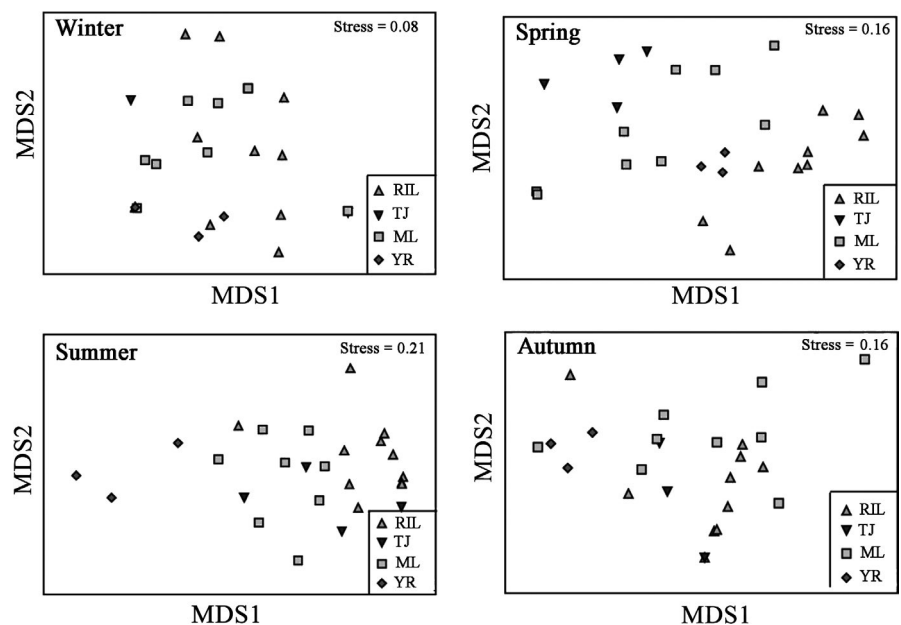 Winter
Stress = 0.08
MDS2
RIL
TJ
ML
YR
MDS1
Spring
Stress = 0.16
MDS2
RIL
TJ
ML
YR
MDS1
Summer
Stress = 0.21
MDS2
RIL
TJ
ML
YR
MDS1
Autumn
Stress = 0.16
MDS2
RIL
TJ
ML
YR
MDS1